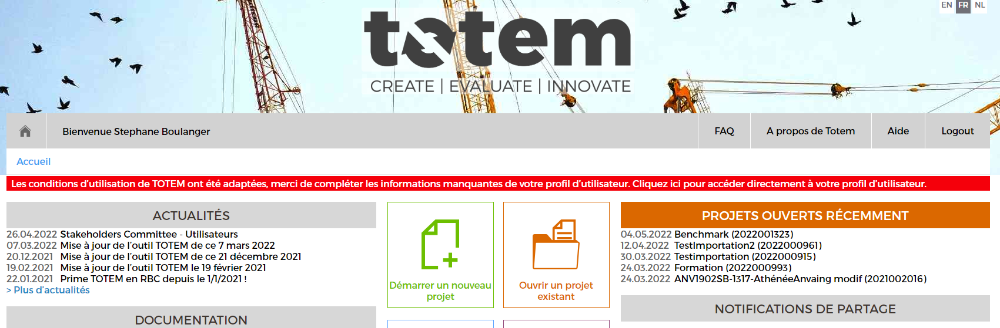 EN FR NL
totem
CREATE | EVALUATE | INNOVATE
Bienvenue Stephane Boulanger
FAQ
A propos de Totem
Aide
Logout
Accueil
Les conditions d’utilisation de TOTEM ont été adaptées, merci de compléter les informations manquantes de votre profil d’utilisateur. Cliquez ici pour accéder directement à votre profil d’utilisateur.
ACTUALITÉS
26.04.2022 Stakeholders Committee - Utilisateurs
07.03.2022 Mise à jour de l’outil TOTEM de ce 7 mars 2022
20.12.2021 Mise à jour de l’outil TOTEM de ce 21 décembre 2021
19.02.2021 Mise à jour de l’outil TOTEM le 19 février 2021
22.01.2021 Prime TOTEM en RBC depuis le 1/1/2021 !
> Plus d’actualités
DOCUMENTATION
Démarrer un nouveau
projet
Ouvrir un projet
existant
PROJETS OUVERTS RÉCEMMENT
04.05.2022 Benchmark (2022001323)
12.04.2022 TestImportation2 (2022000961)
30.03.2022 Testimportation (2022000915)
24.03.2022 Formation (2022000993)
24.03.2022 ANV1902SB-1317-AthénéeAnvaing modif (2021002016)
NOTIFICATIONS DE PARTAGE